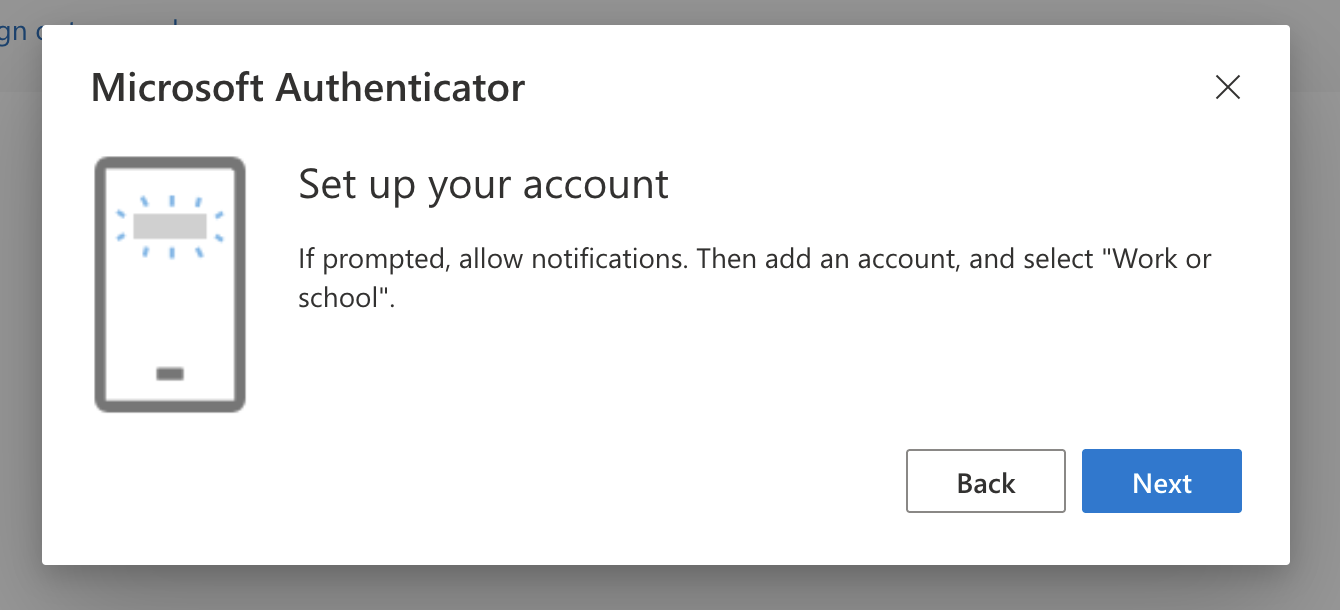 Microsoft Authenticator
Set up your account
If prompted, allow notifications. Then add an account, and select "Work or
school".
Back
Next